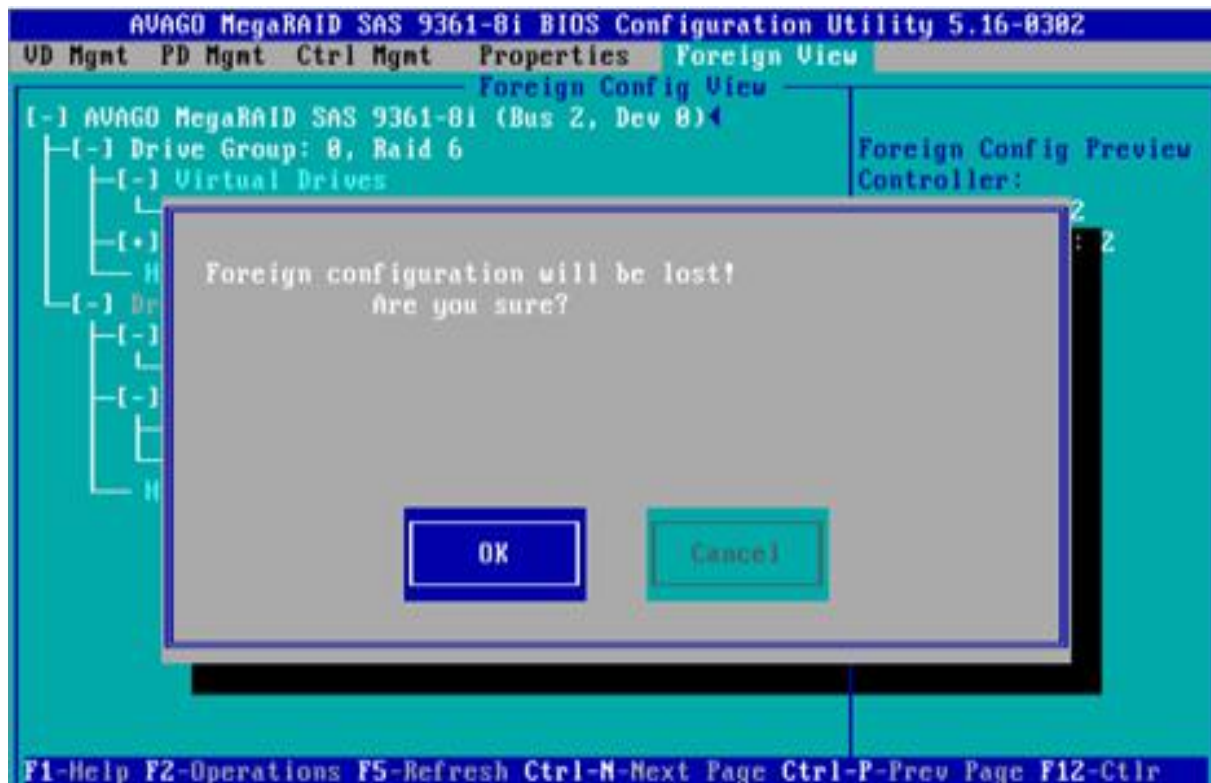 AVAGO MegaRAID SAS 9361-8i BIOS Configuration Utility 5.16-0302
VD Mgmt PD Mgmt Ctrl Mgmt Properties Foreign View
Foreign Config View
[-] AVAGO MegaRAID SAS 9361-8i (Bus 2, Dev 0)
[-] Drive Group: 0, Raid 6
[-] Virtual Drives
[+]
H
[-] Dr
[-]
[-]
H
Foreign Config Preview
Controller:
2
: 2
Foreign configuration will be lost!
Are you sure?
OK
Cancel
F1-Help F2-Operations F5-Refresh Ctrl-N-Next Page Ctrl-P-Prev Page F12-Ctlr